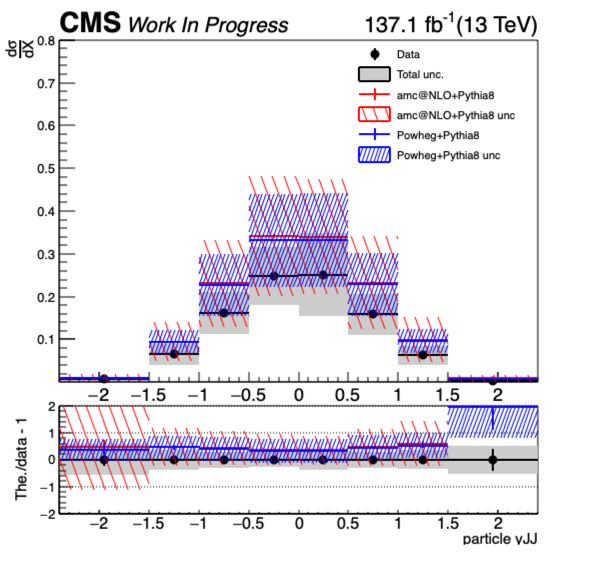 CMS Work In Progress 137.1 fb⁻¹(13 TeV)
dσ
dX
0.8
0.7
0.6
0.5
0.4
0.3
0.2
0.1
Data
Total unc.
amc@NLO+Pythia8
amc@NLO+Pythia8 unc
Powheg+Pythia8
Powheg+Pythia8 unc
−2 −1.5 −1 −0.5 0 0.5 1 1.5 2
The./data - 1
2
1
0
−1
−2
−2 −1.5 −1 −0.5 0 0.5 1 1.5 2
particle yJJ